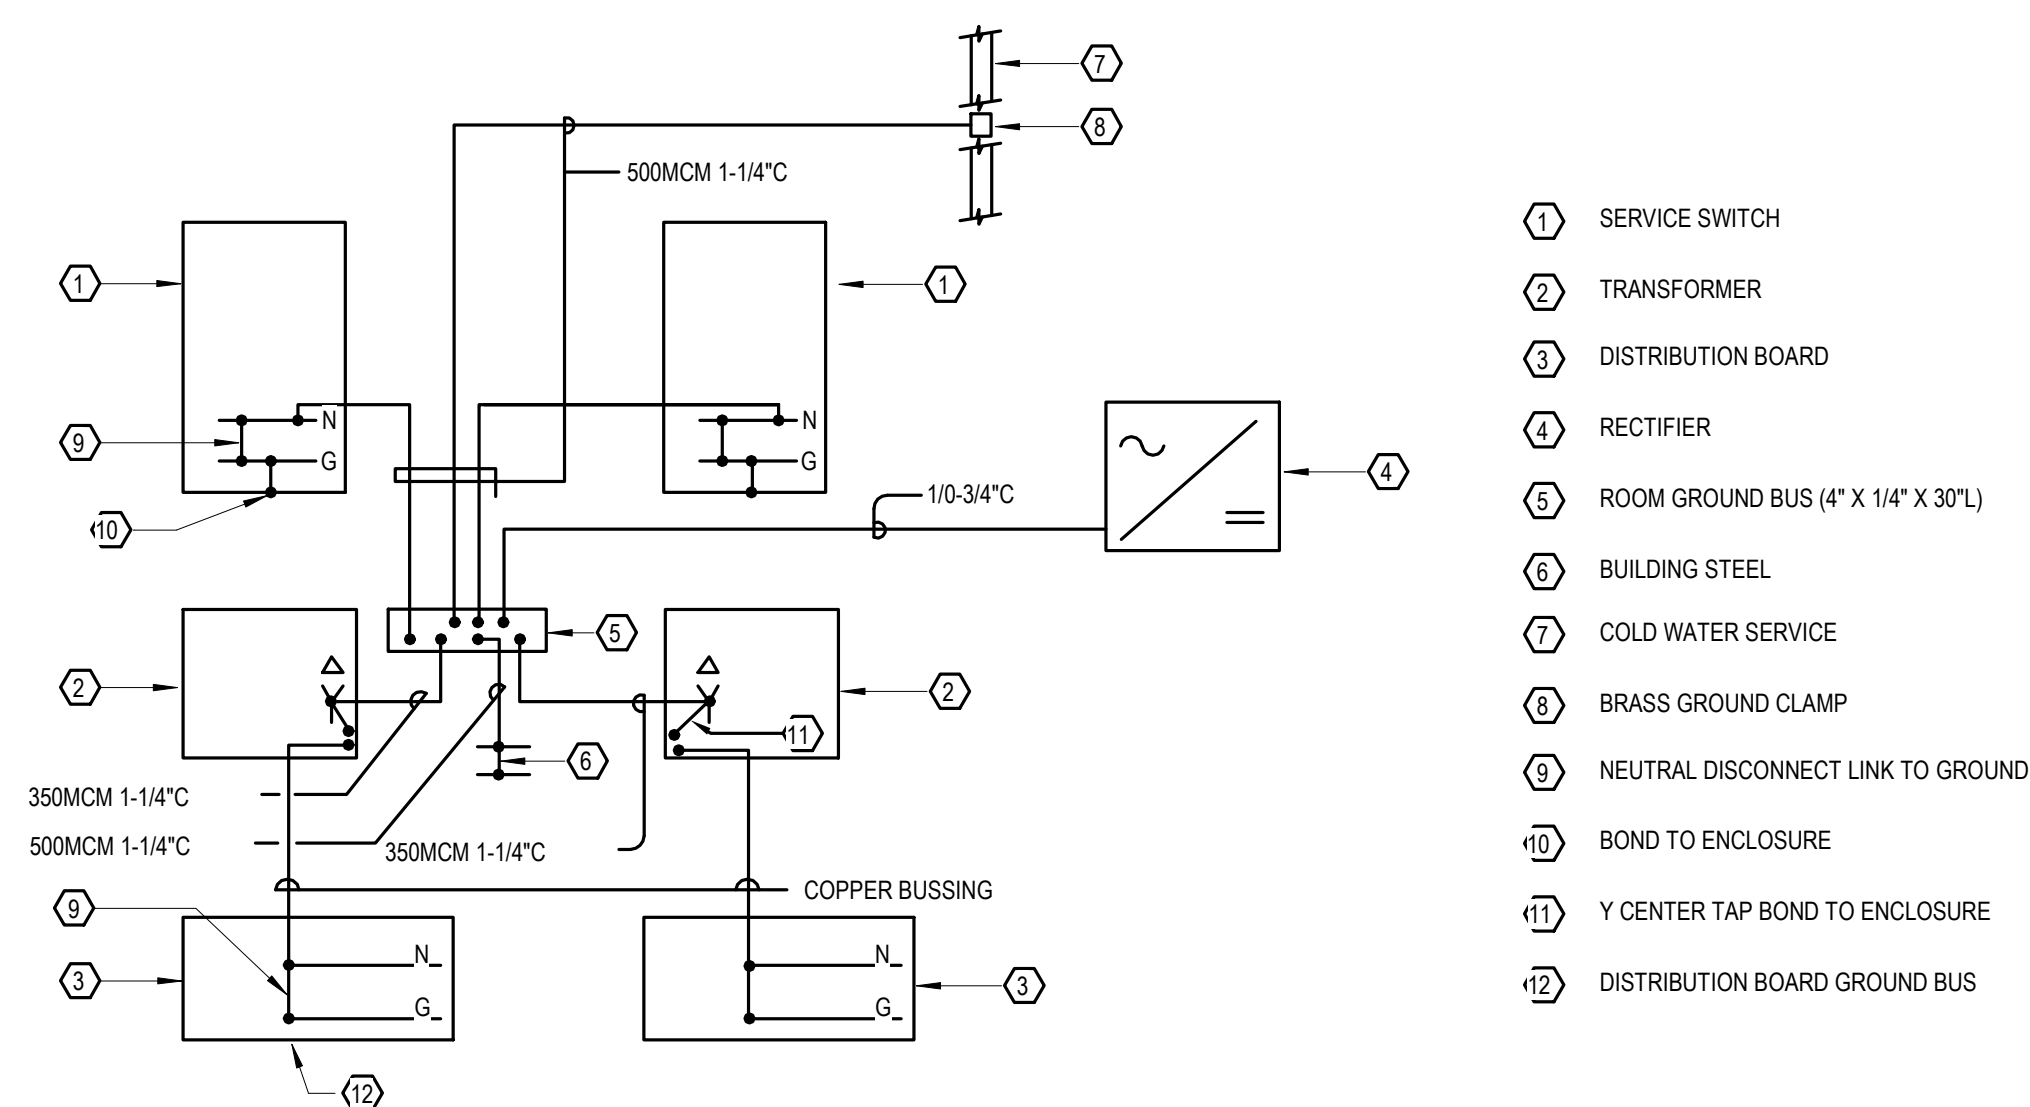 7
8
500MCM 1-1/4"C
1
1
N
G
9
10
N
G
4
1/0-3/4"C
5
2
2
11
6
350MCM 1-1/4"C
500MCM 1-1/4"C
350MCM 1-1/4"C
COPPER BUSSING
9
3
N
G
N
G
3
12
1 SERVICE SWITCH
2 TRANSFORMER
3 DISTRIBUTION BOARD
4 RECTIFIER
5 ROOM GROUND BUS (4" X 1/4" X 30"L)
6 BUILDING STEEL
7 COLD WATER SERVICE
8 BRASS GROUND CLAMP
9 NEUTRAL DISCONNECT LINK TO GROUND
10 BOND TO ENCLOSURE
11 Y CENTER TAP BOND TO ENCLOSURE
12 DISTRIBUTION BOARD GROUND BUS